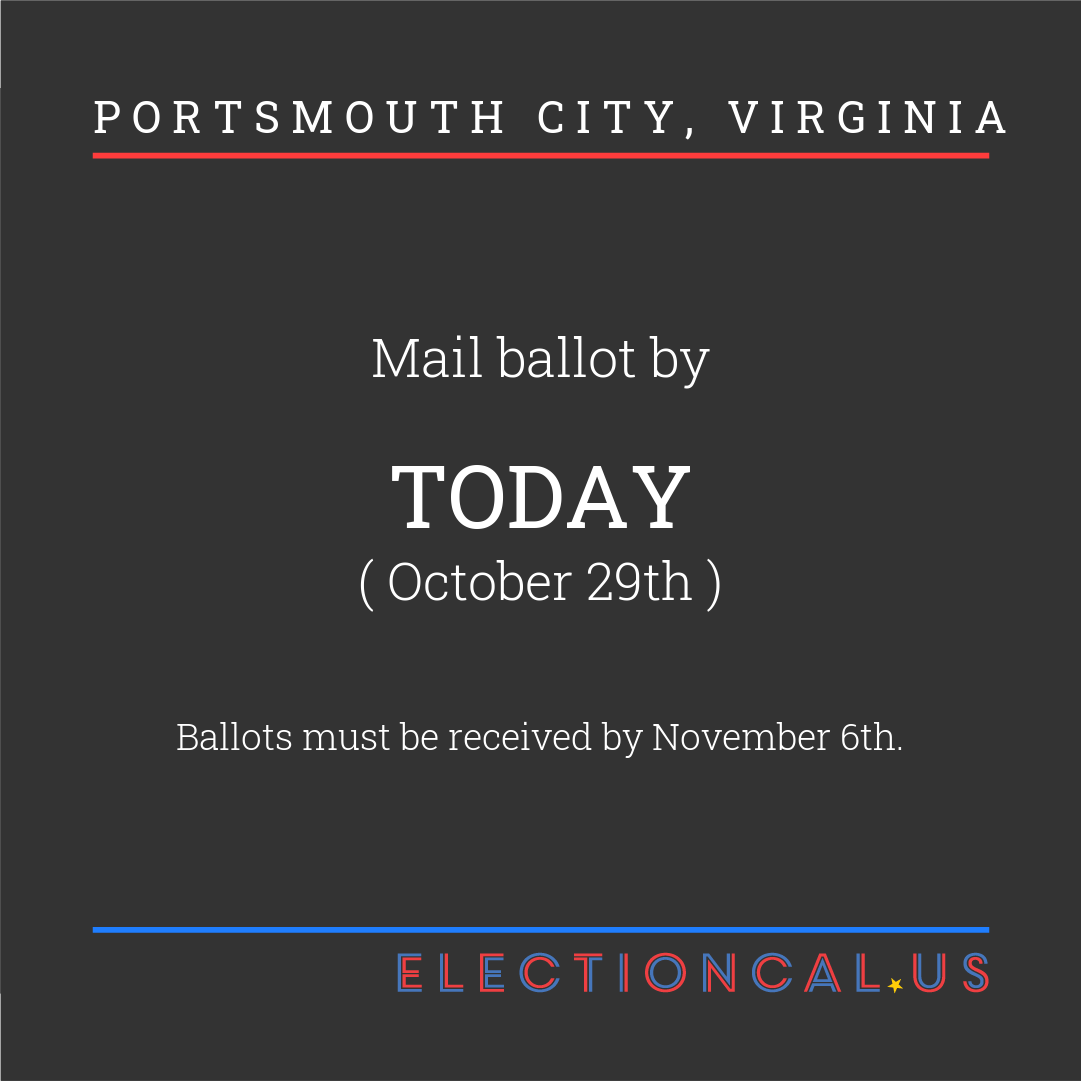 PORTSMOUTH CITY, VIRGINIA
Mail ballot by
TODAY
( October 29th )
Ballots must be received by November 6th.
ELECTIONCAL.US